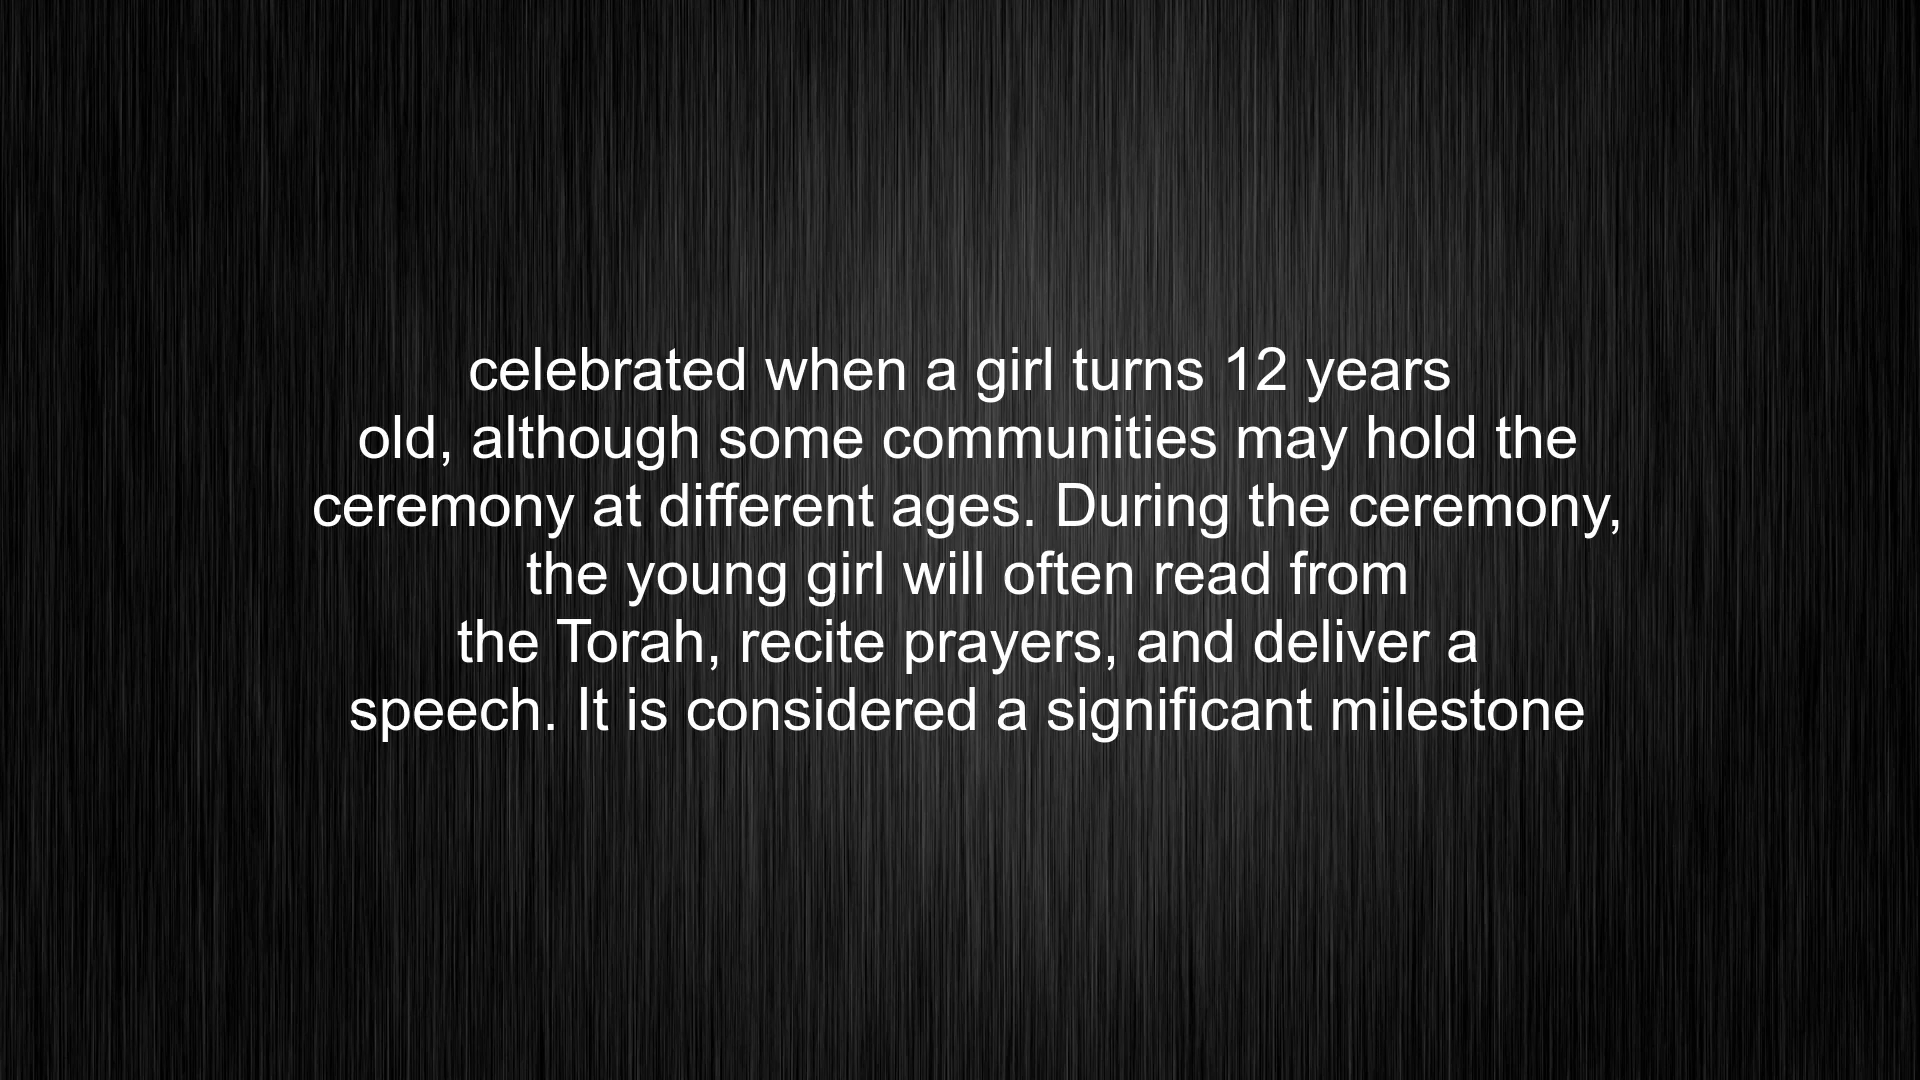 celebrated when a girl turns 12 years
old, although some communities may hold the
ceremony at different ages. During the ceremony,
the young girl will often read from
the Torah, recite prayers, and deliver a
speech. It is considered a significant milestone